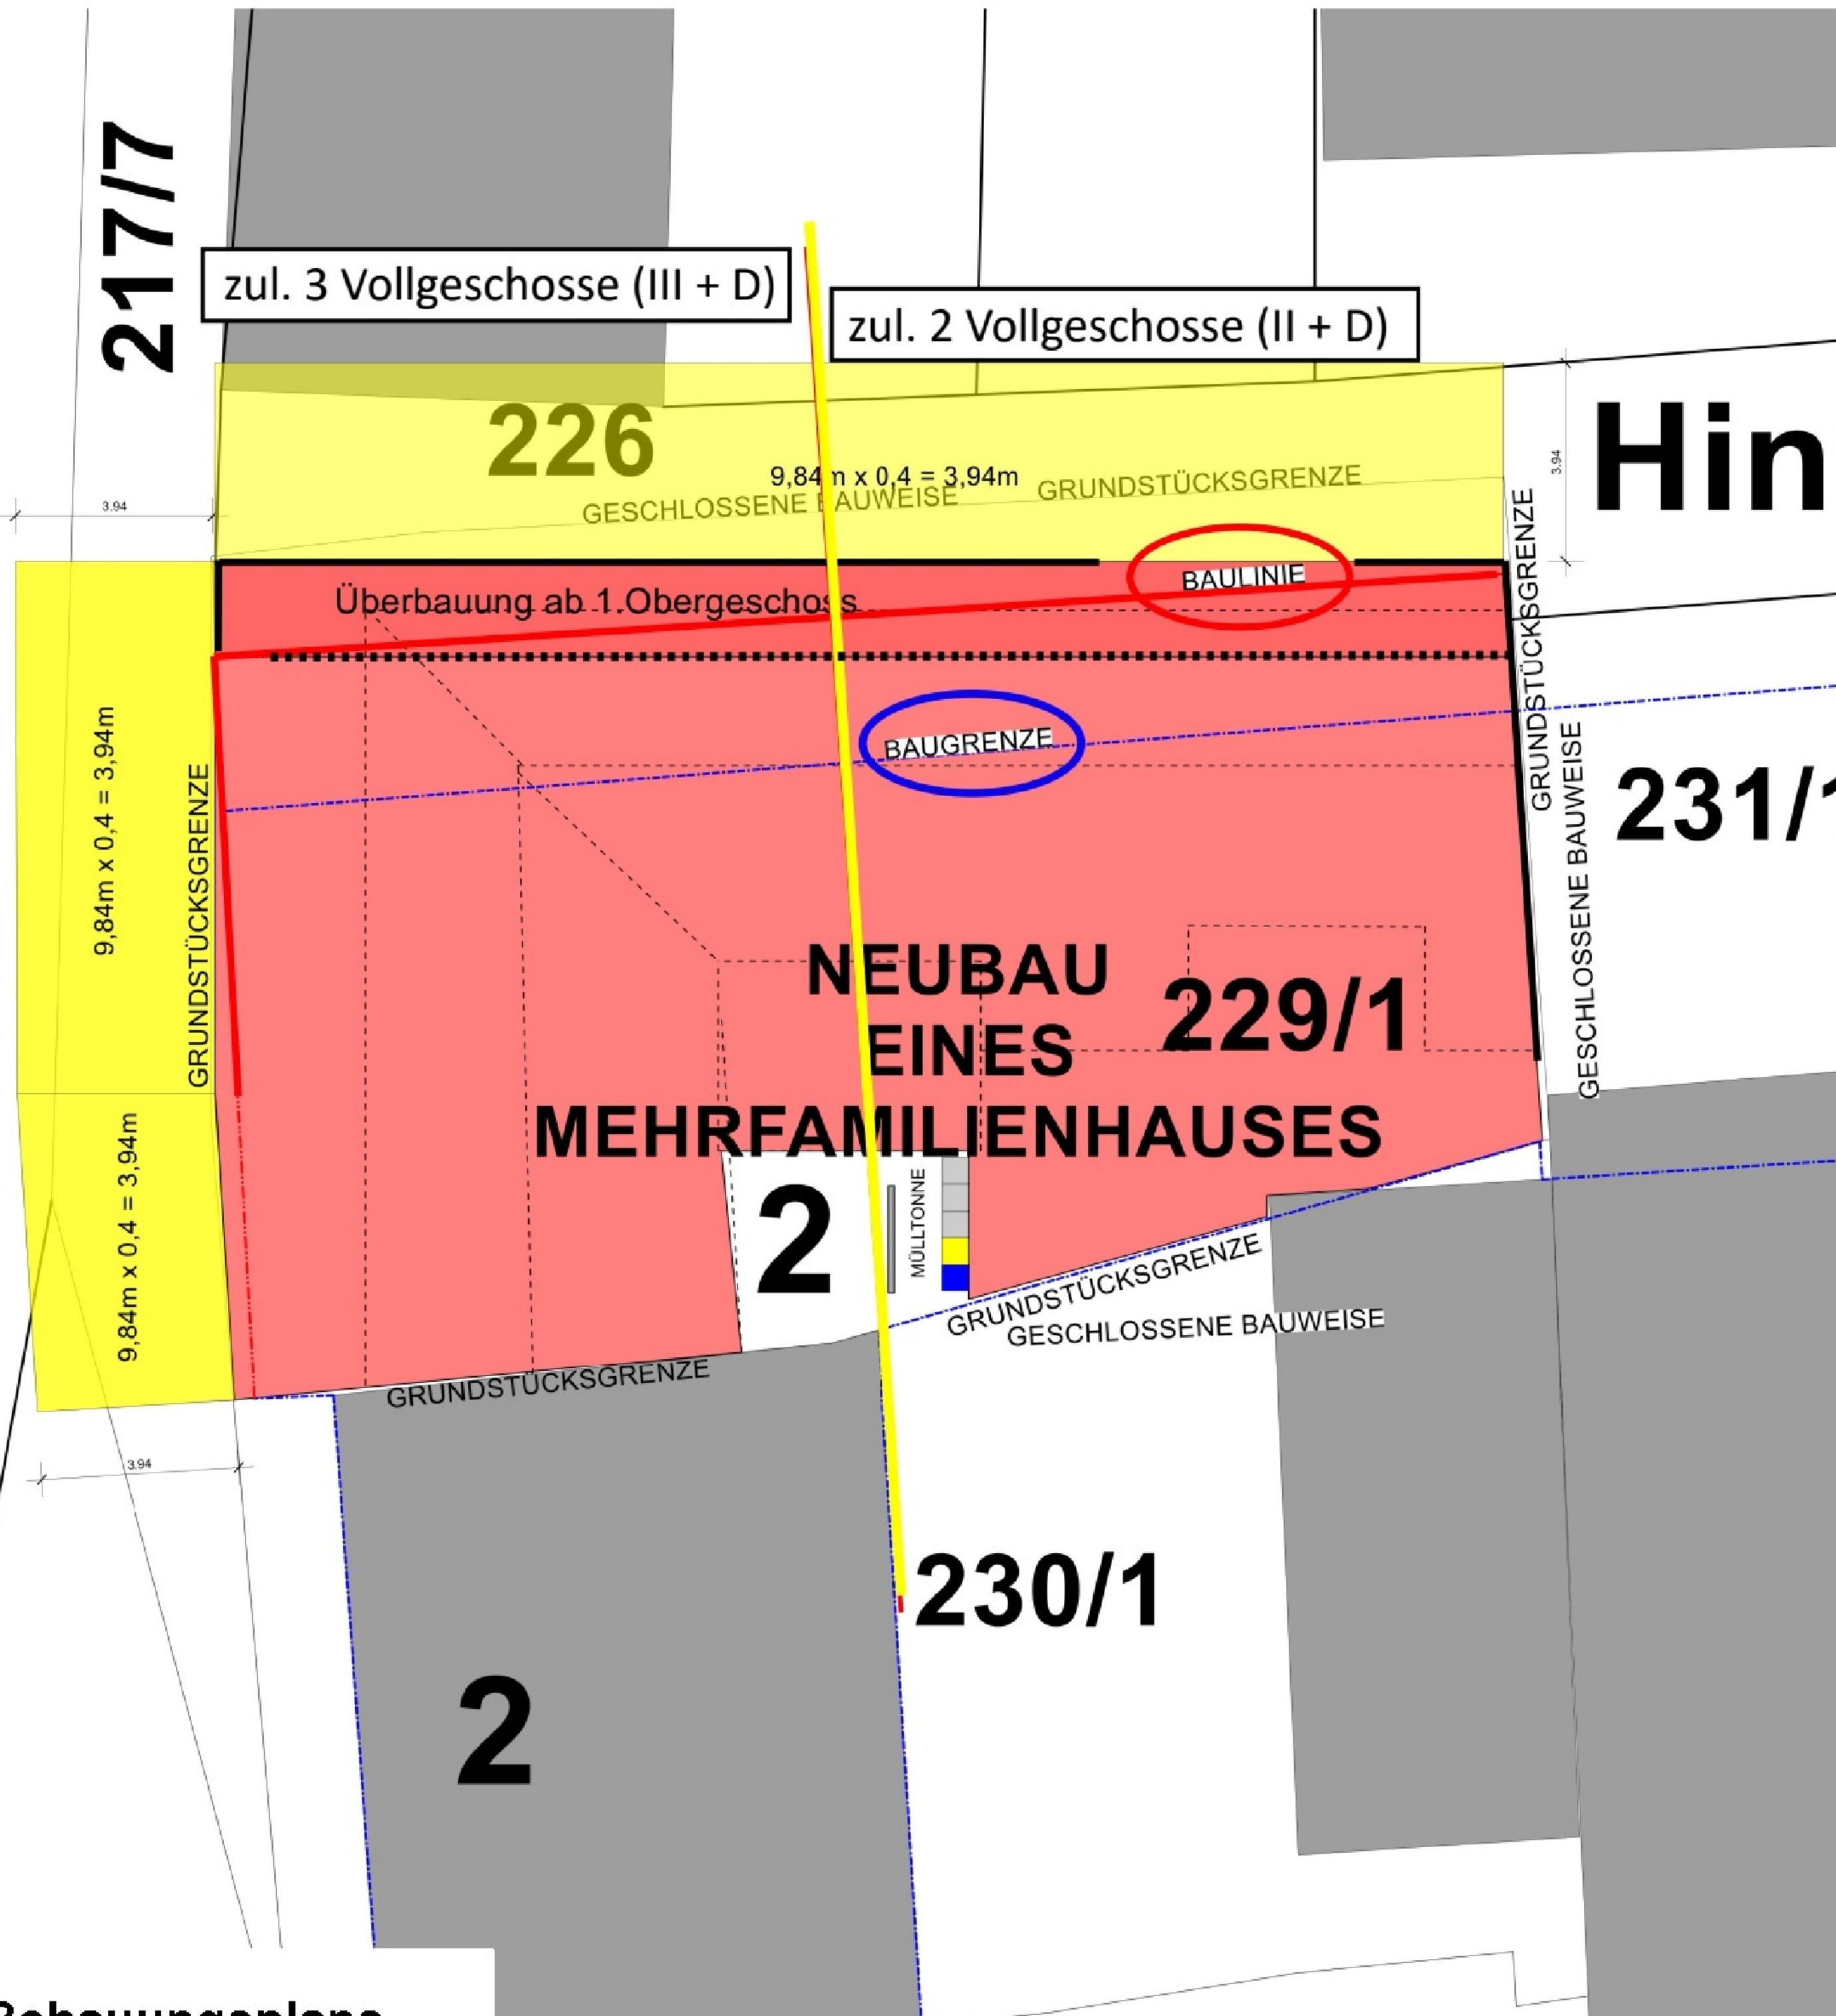 217/7
zul. 3 Vollgeschosse (III + D)
zul. 2 Vollgeschosse (II + D)
226
Hin
9,84m x 0,4 = 3,94m
GESCHLOSSENE BAUWEISE
GRUNDSTÜCKSGRENZE
3.94
3.94
BAULINIE
Überbauung ab 1.Obergeschoss
GRUNDSTÜCKSGRENZE
GRUNDSTÜCKSGRENZE
BAUGRENZE
9,84m x 0,4 = 3,94m
GRUNDSTÜCKSGRENZE
GESCHLOSSENE BAUWEISE
231/1
NEUBAU
EINES
MEHRFAMILIENHAUSES
229/1
9,84m x 0,4 = 3,94m
2
MÜLLTONNE
GRUNDSTÜCKSGRENZE
GESCHLOSSENE BAUWEISE
GRUNDSTÜCKSGRENZE
3.94
230/1
2